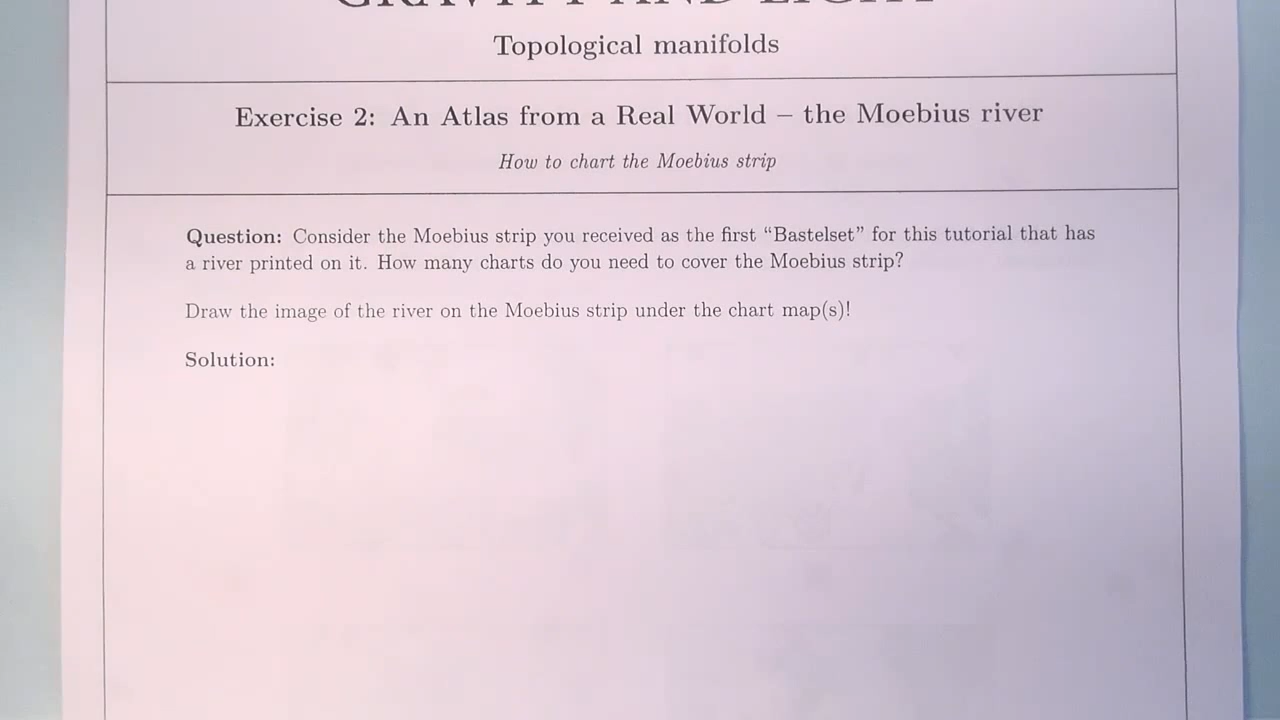 GRAVITY AND LIGHT
Topological manifolds
Exercise 2: An Atlas from a Real World – the Moebius river
How to chart the Moebius strip
Question: Consider the Moebius strip you received as the first “Bastelset” for this tutorial that has
a river printed on it. How many charts do you need to cover the Moebius strip?
Draw the image of the river on the Moebius strip under the chart map(s)!
Solution: